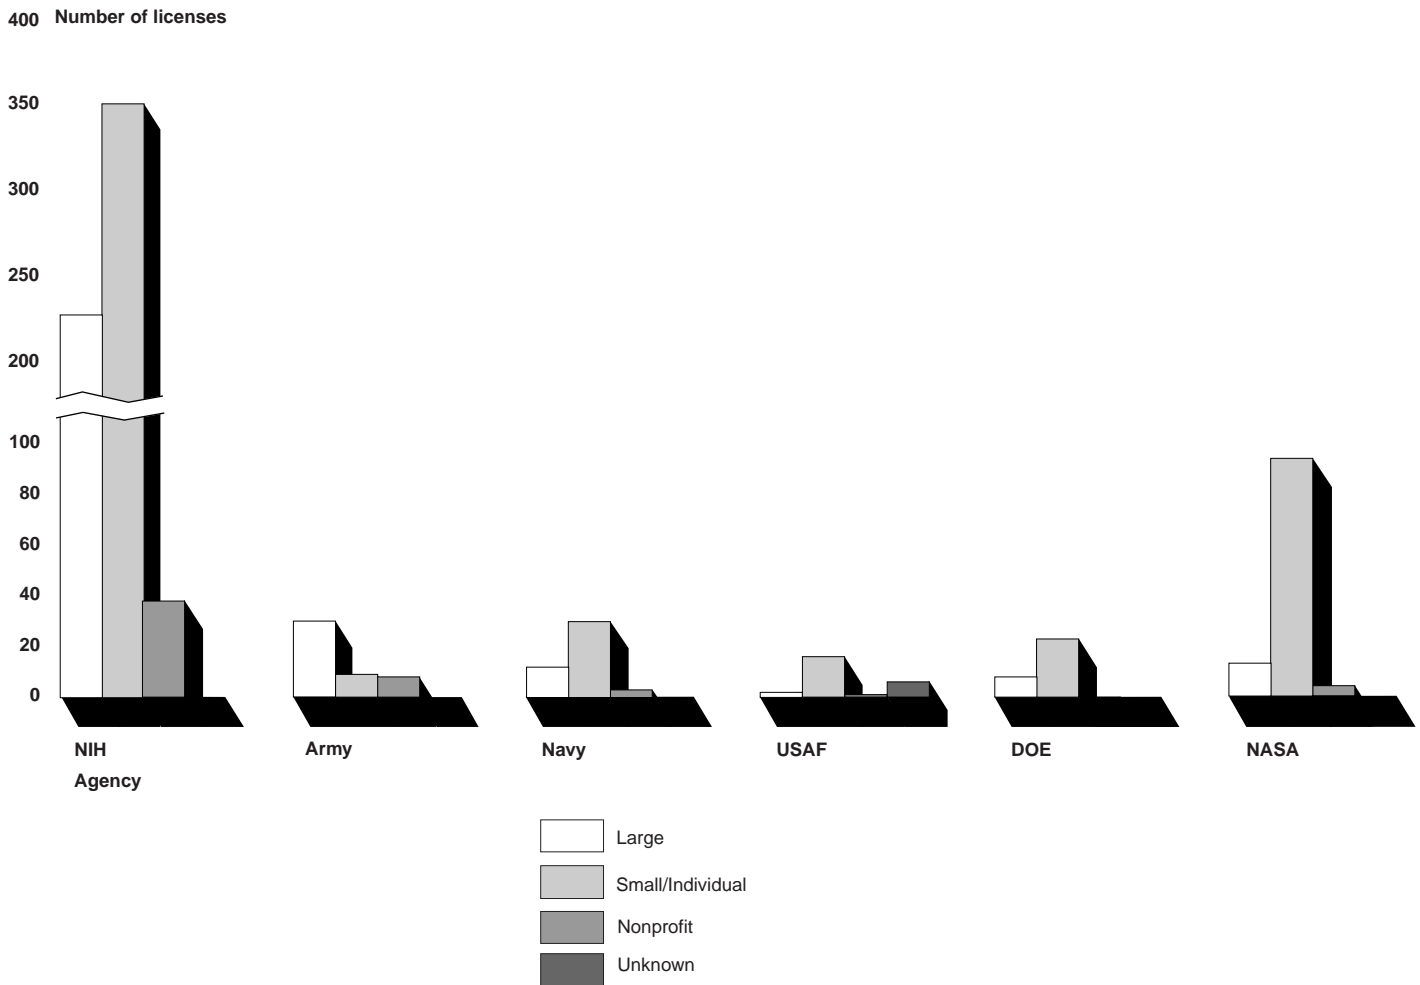 400 Number of licenses
350
300
250
200
100
80
60
40
20
0
NIH Army Navy USAF DOE NASA
Agency
Large
Small/Individual
Nonprofit
Unknown